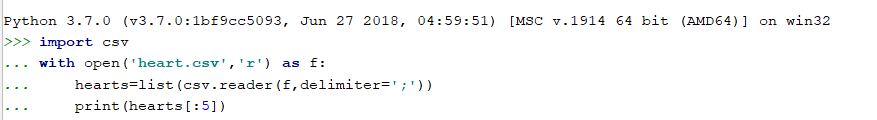 Python 3.7.0 (v3.7.0:1bf9cc5093, Jun 27 2018, 04:59:51) [MSC v.1914 64 bit (AMD64)] on win32
>>> import csv
... with open('heart.csv','r') as f:
...     hearts=list(csv.reader(f,delimiter=';'))
...     print(hearts[:5])